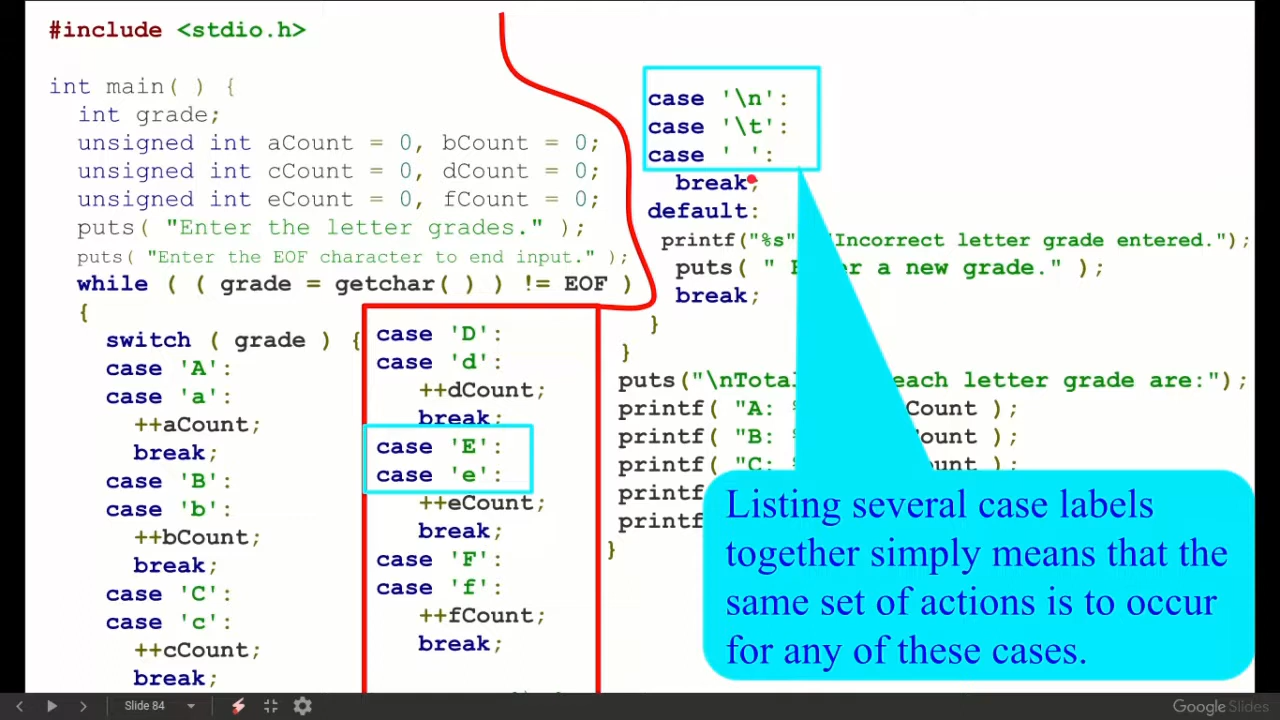 #include <stdio.h>
int main( ) {
int grade;
unsigned int aCount = 0, bCount = 0;
unsigned int cCount = 0, dCount = 0;
unsigned int eCount = 0, fCount = 0;
puts( "Enter the letter grades." );
puts( "Enter the EOF character to end input." );
while ( ( grade = getchar( ) ) != EOF )
{
switch ( grade ) {
case 'A':
case 'a':
++aCount;
break;
case 'B':
case 'b':
++bCount;
break;
case 'C':
case 'c':
++cCount;
break;
case 'D':
case 'd':
++dCount;
break;
case 'E':
case 'e':
++eCount;
break;
case 'F':
case 'f':
++fCount;
break;
case '\n':
case '\t':
case ' ':
break;
default:
printf("%s" "Incorrect letter grade entered.");
puts( " a new grade." );
break;
}
}
puts("\nTotal each letter grade are:");
printf( "A: Count );
printf( "B: Count );
printf( "C: ount );
printf
printf
}
Listing several case labels
together simply means that the
same set of actions is to occur
for any of these cases.
Slide 84
Google Slides